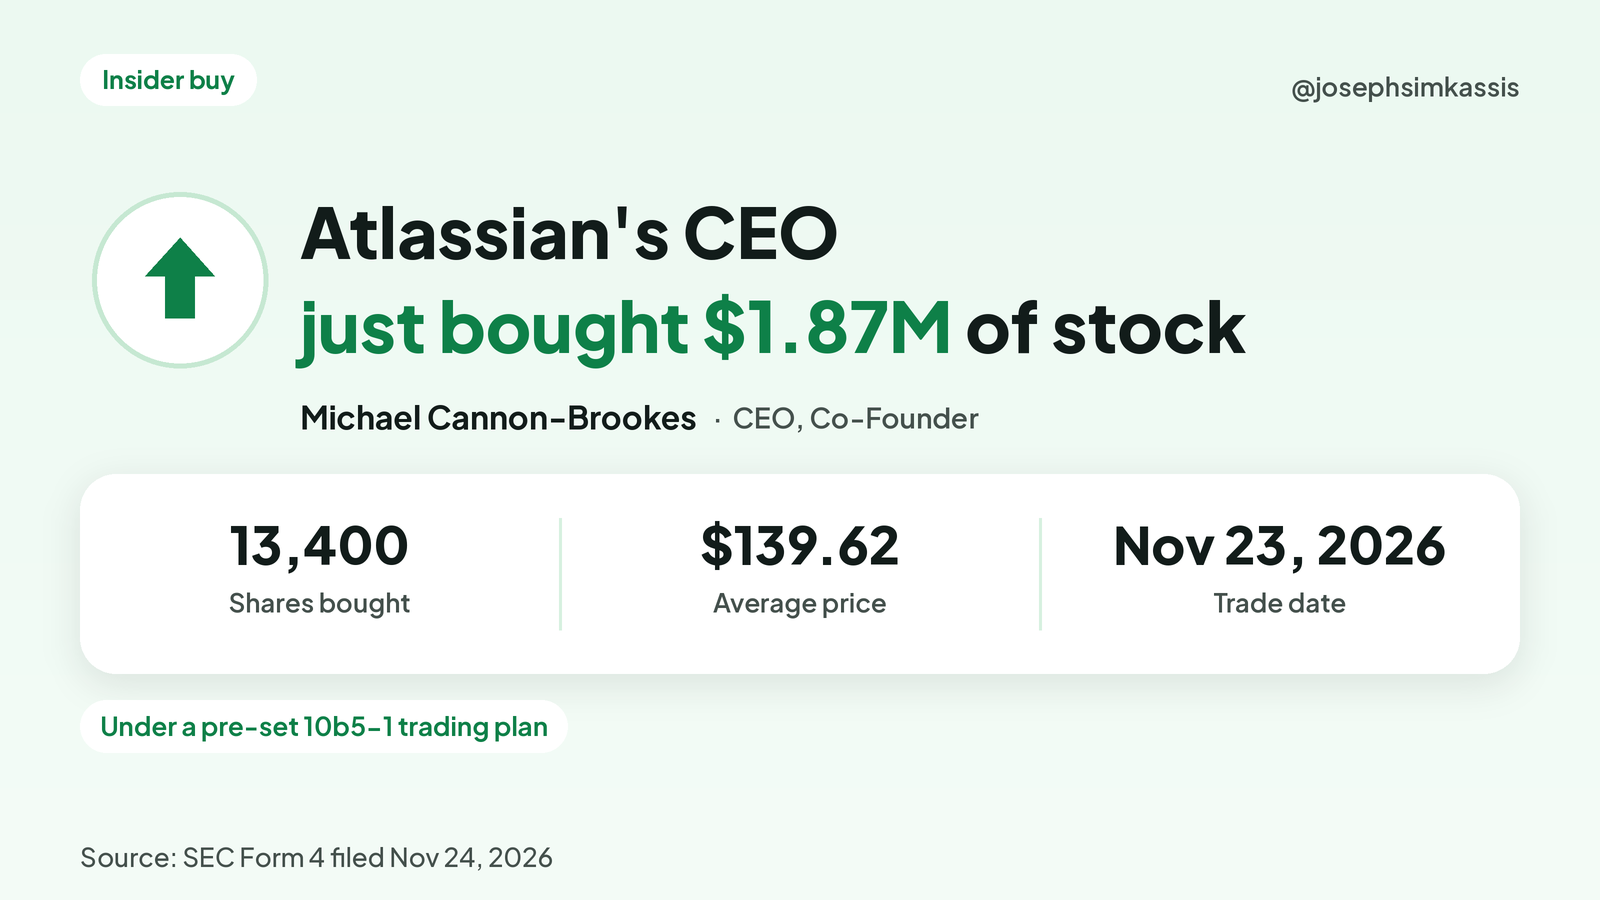 Insider buy
@josephsimkassis
Atlassian's CEO
just bought $1.87M of stock
Michael Cannon-Brookes · CEO, Co-Founder
13,400
Shares bought
$139.62
Average price
Nov 23, 2026
Trade date
Under a pre-set 10b5-1 trading plan
Source: SEC Form 4 filed Nov 24, 2026